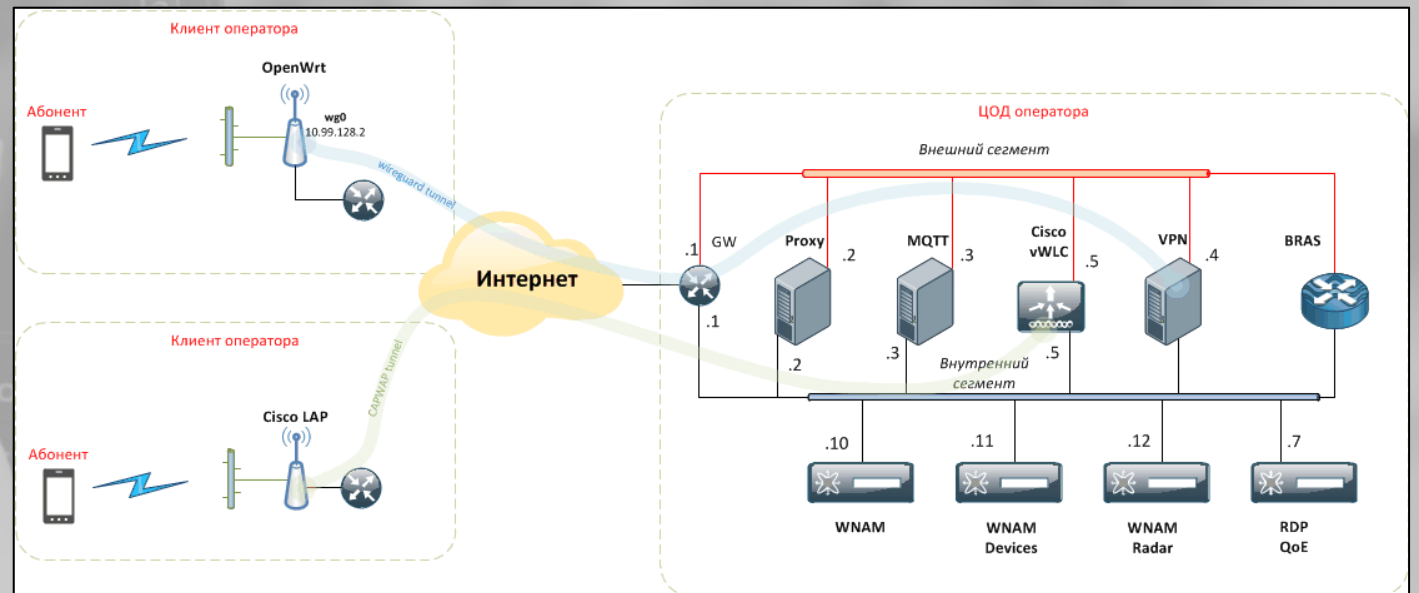 Клиент оператора
OpenWrt
Абонент
wg0
10.99.128.2
wireguard tunnel
Клиент оператора
Cisco LAP
Абонент
CAPWAP tunnel
Интернет
ЦОД оператора
Внешний сегмент
.1
GW
.1
Proxy
.2
.2
MQTT
.3
.3
Cisco
vWLC
.5
.5
VPN
.4
BRAS
Внутренний
сегмент
.10
.11
.12
.7
WNAM
WNAM
Devices
WNAM
Radar
RDP
QoE